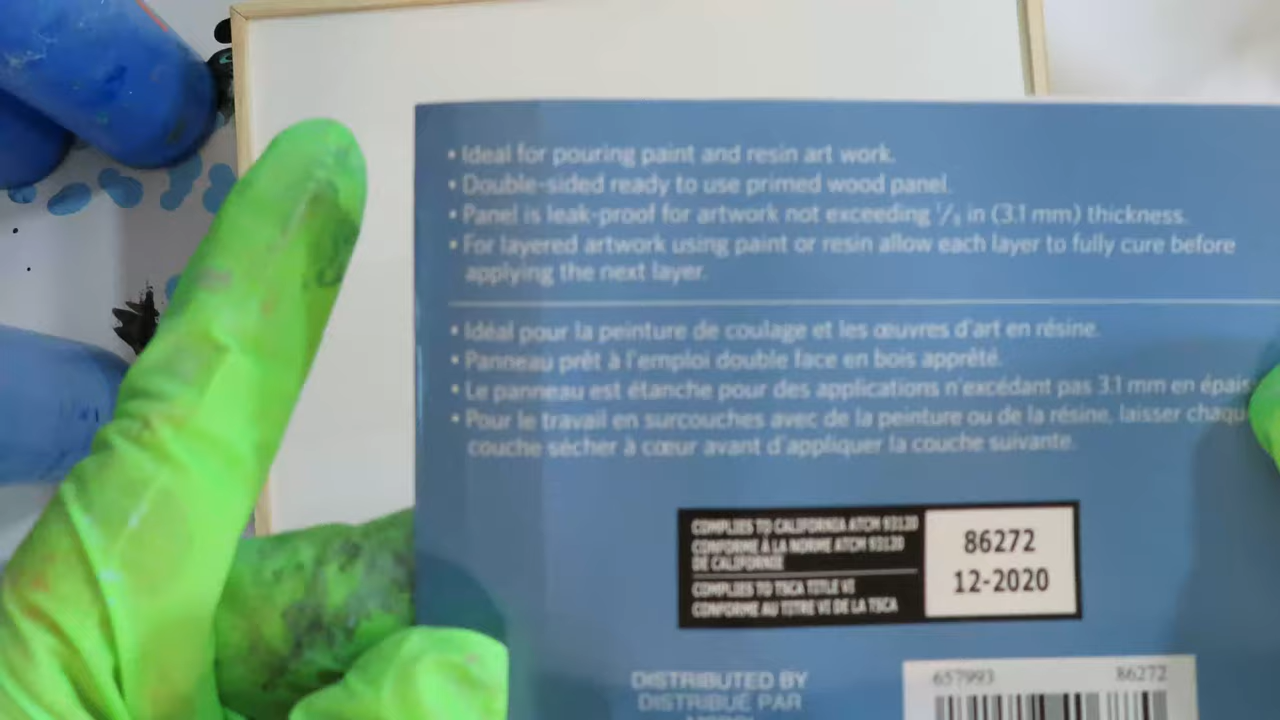 • Ideal for pouring paint and resin art work.
• Double-sided ready to use primed wood panel.
• Panel is leak-proof for artwork not exceeding 1/8 in (3.1 mm) thickness.
• For layered artwork using paint or resin allow each layer to fully cure before
applying the next layer.
• Idéal pour la peinture de coulage et les œuvres d'art en résine.
• Panneau prêt à l'emploi double face en bois apprêté.
• Le panneau est étanche pour des applications n'excédant pas 3.1 mm en
• Pour le travail en surcouches avec de la peinture ou de la résine, laisser
couche sécher à cœur avant d'appliquer la couche suivante.
COMPLIES TO CALIFORNIA ATCM 93120
CONFORME À LA NORME ATCM 93120
DE CALIFORNIE
COMPLIES TO TSCA TITLE VI
CONFORME AU TITRE VI DE LA TSCA
86272
12-2020
DISTRIBUTED BY
DISTRIBUÉ PAR
657993 86272